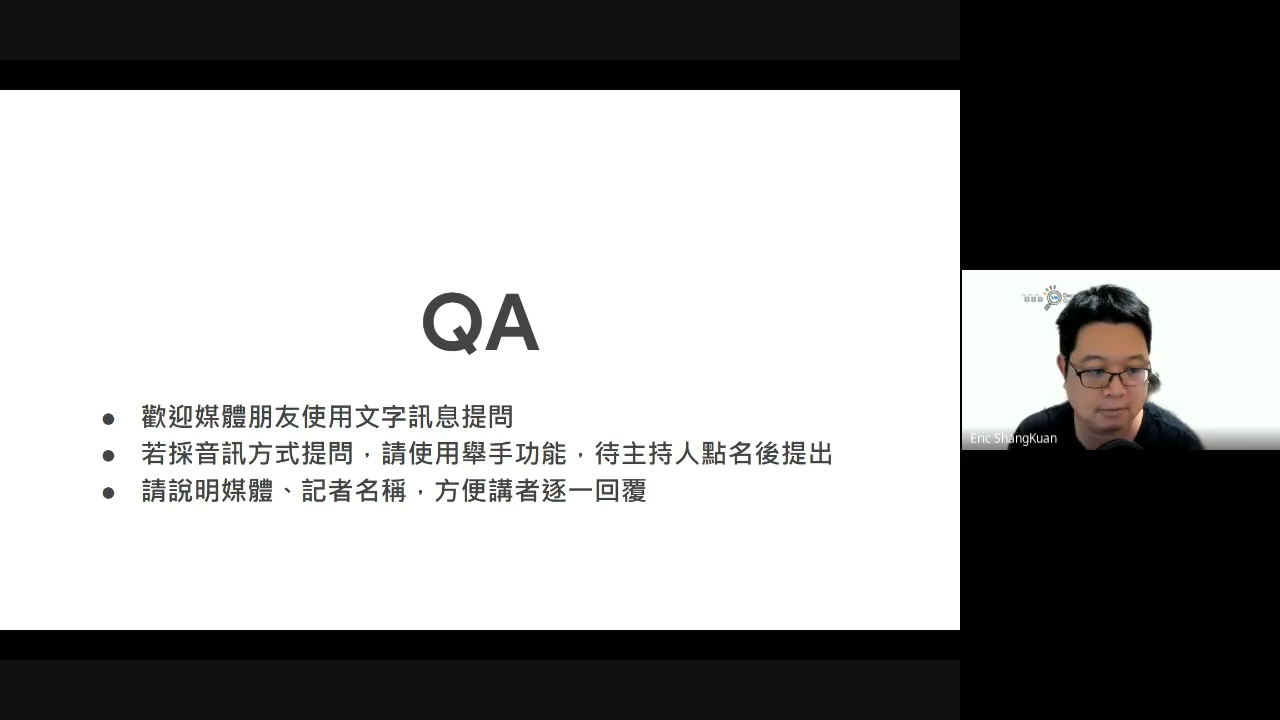 QA
● 歡迎媒體朋友使用文字訊息提問
● 若採音訊方式提問，請使用舉手功能，待主持人點名後提出
● 請說明媒體、記者名稱，方便講者逐一回覆
Eric ShangKuan